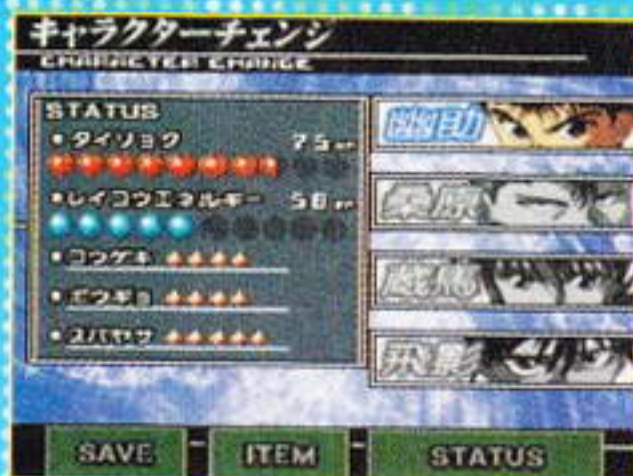 キャラクターチェンジ
CHARACTER CHANGE
STATUS
・タイリョク 75
・レイコウエネルギー 50
・コウゲキ
・ボウギョ
・スバヤサ
幽助
桑原
蔵馬
飛影
SAVE ITEM STATUS